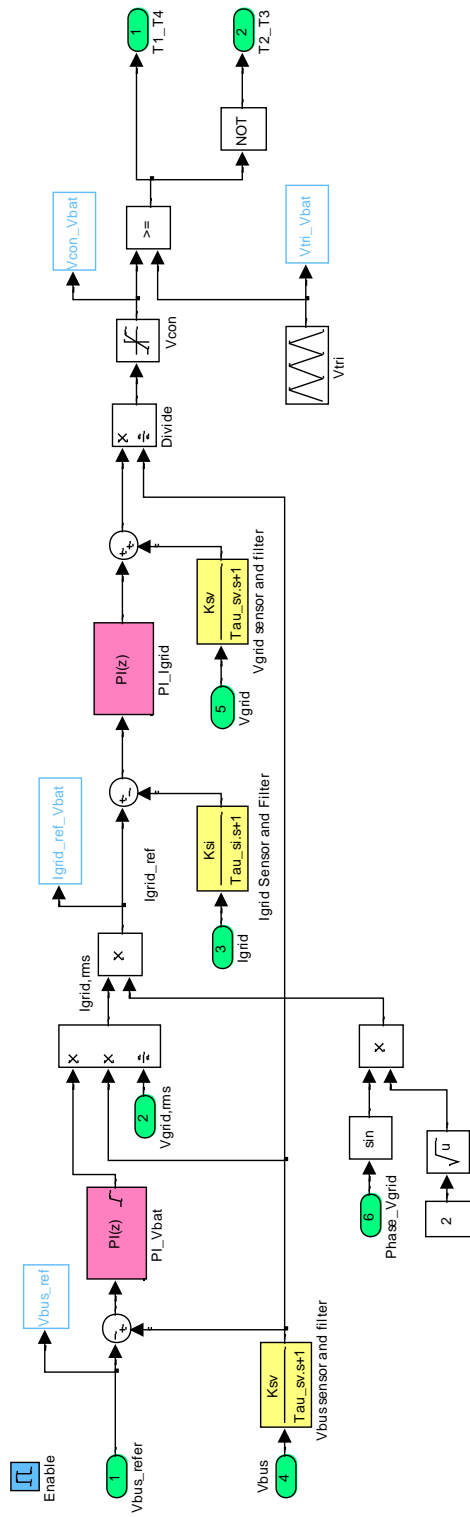 Enable
1
Vbus_refer
Vbus_ref
PI(z)
PI_Vbat
4
Vbus
Ksv
Tau_sv.s+1
Vbus sensor and filter
2
Vgrid,rms
×
×
÷
Igrid,rms
×
Igrid_ref
Igrid_ref_Vbat
6
Phase_Vgrid
sin
2
√u
×
3
Igrid
Ksi
Tau_si.s+1
Igrid Sensor and Filter
PI(z)
PI_Igrid
5
Vgrid
Ksv
Tau_sv.s+1
Vgrid sensor and filter
×
÷
Divide
Vcon
Vcon_Vbat
Vtri
Vtri_Vbat
>=
NOT
1
T1_T4
2
T2_T3